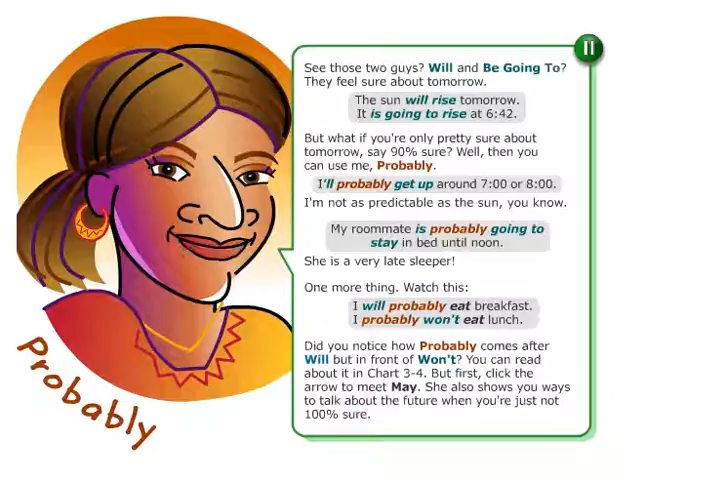 II
See those two guys? Will and Be Going To?
They feel sure about tomorrow.
The sun will rise tomorrow.
It is going to rise at 6:42.
But what if you're only pretty sure about
tomorrow, say 90% sure? Well, then you
can use me, Probably.
I'll probably get up around 7:00 or 8:00.
I'm not as predictable as the sun, you know.
My roommate is probably going to
stay in bed until noon.
She is a very late sleeper!
One more thing. Watch this:
I will probably eat breakfast.
I probably won't eat lunch.
Did you notice how Probably comes after
Will but in front of Won't? You can read
about it in Chart 3-4. But first, click the
arrow to meet May. She also shows you ways
to talk about the future when you're just not
100% sure.
Probably